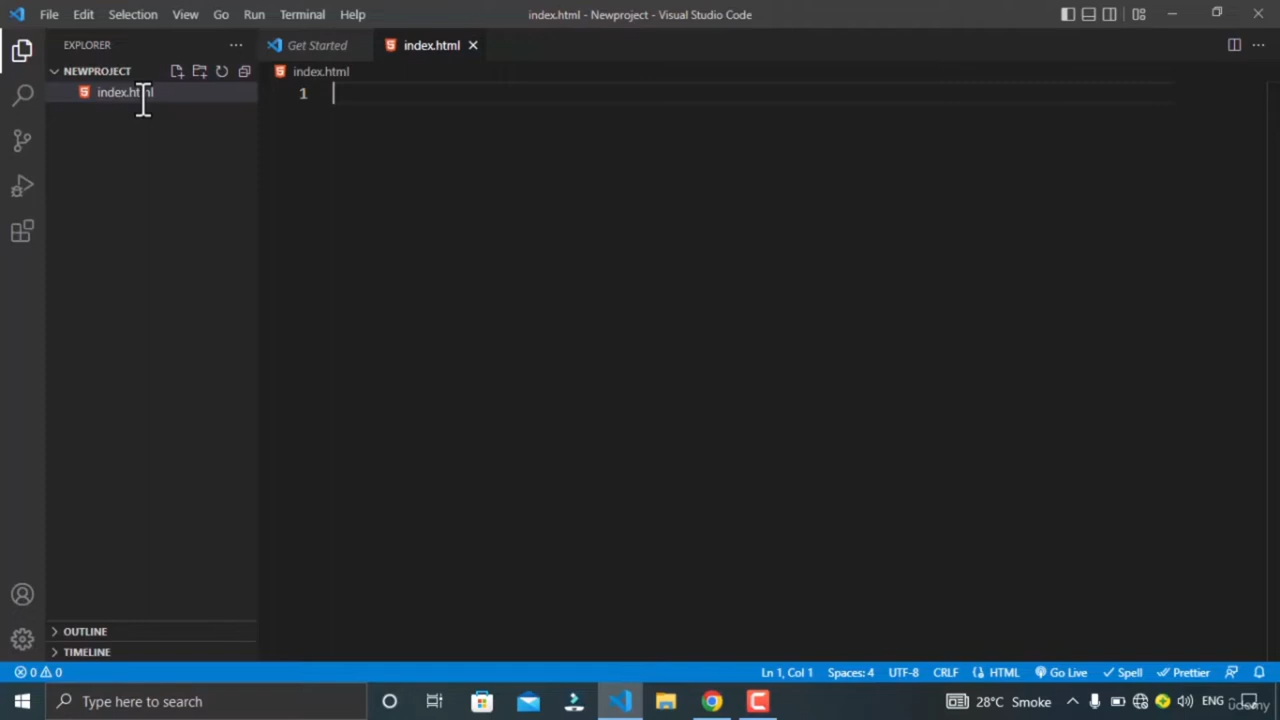 File Edit Selection View Go Run Terminal Help index.html - Newproject - Visual Studio Code
EXPLORER
Get Started
index.html
NEWPROJECT
index.html
index.html
1
OUTLINE
TIMELINE
0 0 Ln 1, Col 1 Spaces: 4 UTF-8 CRLF HTML Go Live Spell Prettier
Type here to search 28°C Smoke ENG
ûdemy